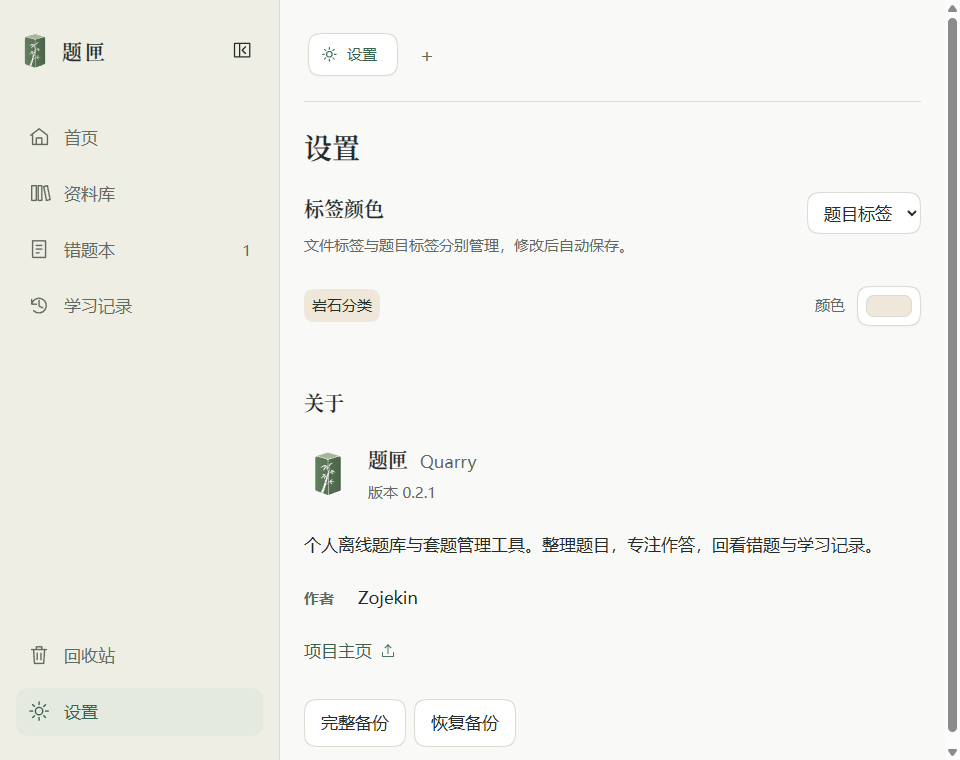 题匣
首页
资料库
错题本 1
学习记录
回收站
设置
设置 +
设置
标签颜色
题目标签
文件标签与题目标签分别管理，修改后自动保存。
岩石分类
颜色
关于
题匣 Quarry
版本 0.2.1
个人离线题库与套题管理工具。整理题目，专注作答，回看错题与学习记录。
作者 Zojekin
项目主页
完整备份 恢复备份